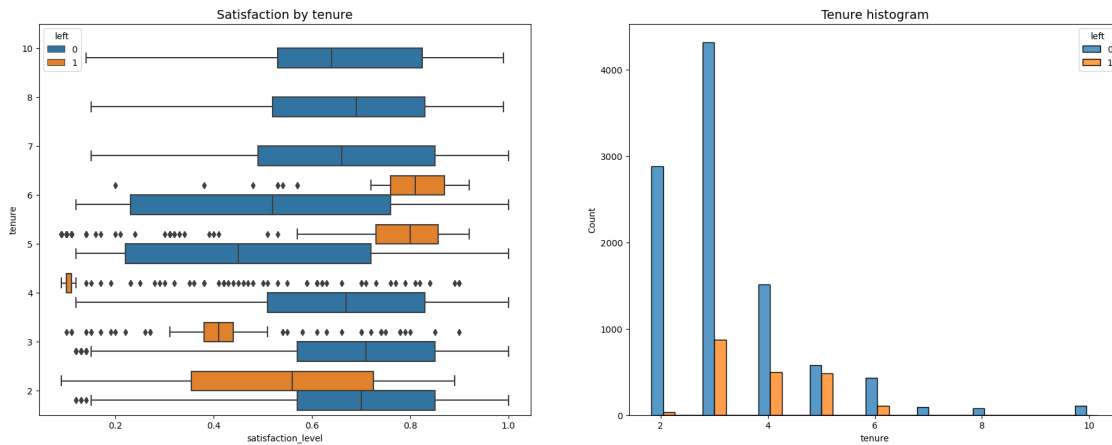 Satisfaction by tenure
left
0
1
10
8
7
6
5
4
3
2
tenure
0.2 0.4 0.6 0.8 1.0
satisfaction_level
Tenure histogram
left
0
1
4000
3000
2000
1000
0
Count
2 4 6 8 10
tenure